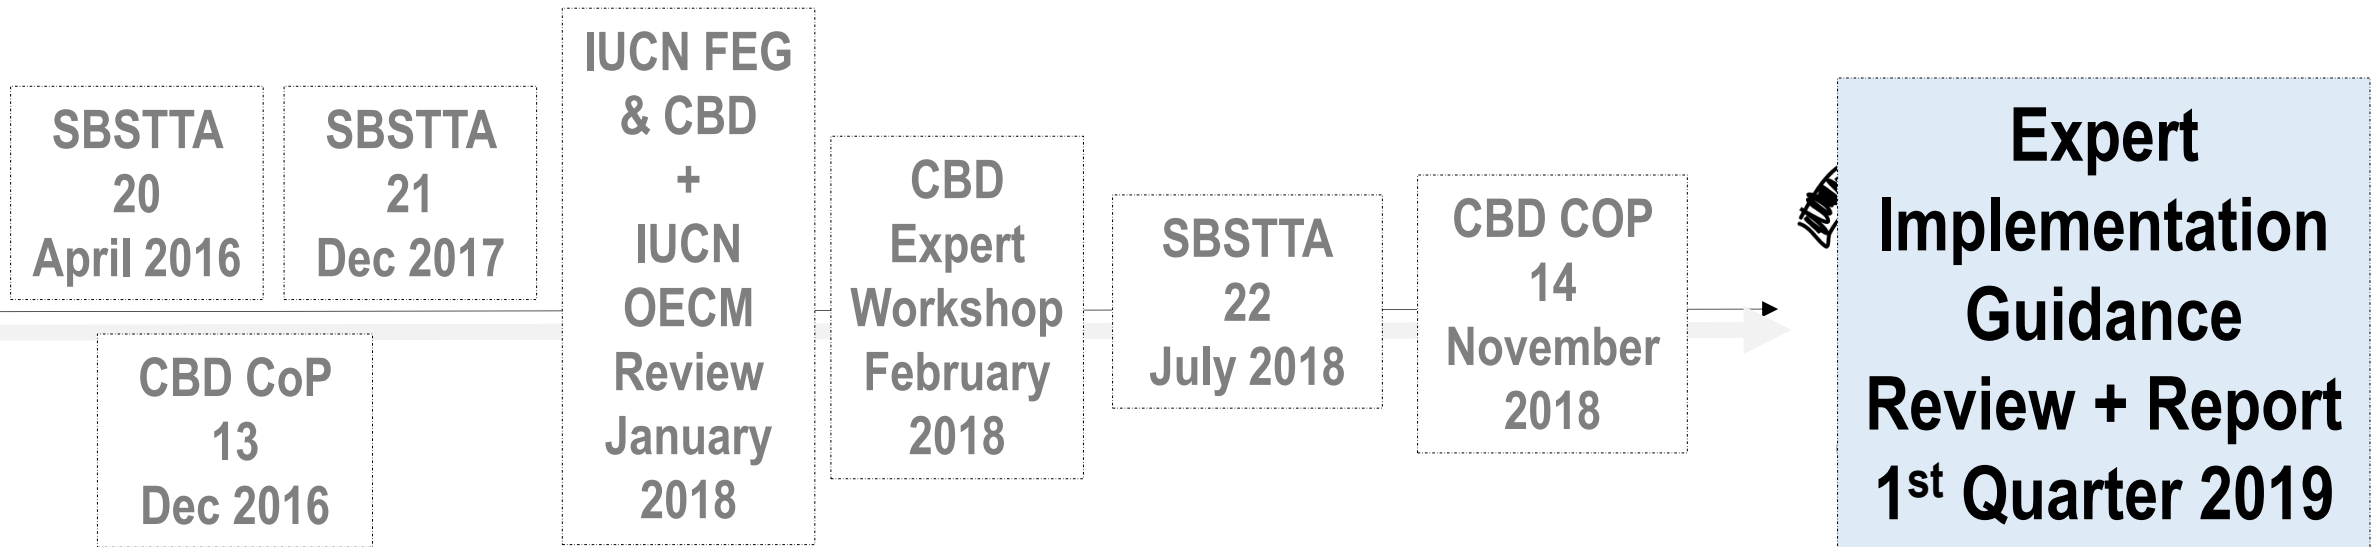 SBSTTA
20
April 2016
CBD CoP
13
Dec 2016
SBSTTA
21
Dec 2017
IUCN FEG
& CBD
+
IUCN
OECM
Review
January
2018
CBD
Expert
Workshop
February
2018
SBSTTA
22
July 2018
CBD COP
14
November
2018
Expert
Implementation
Guidance
Review + Report
1st Quarter 2019